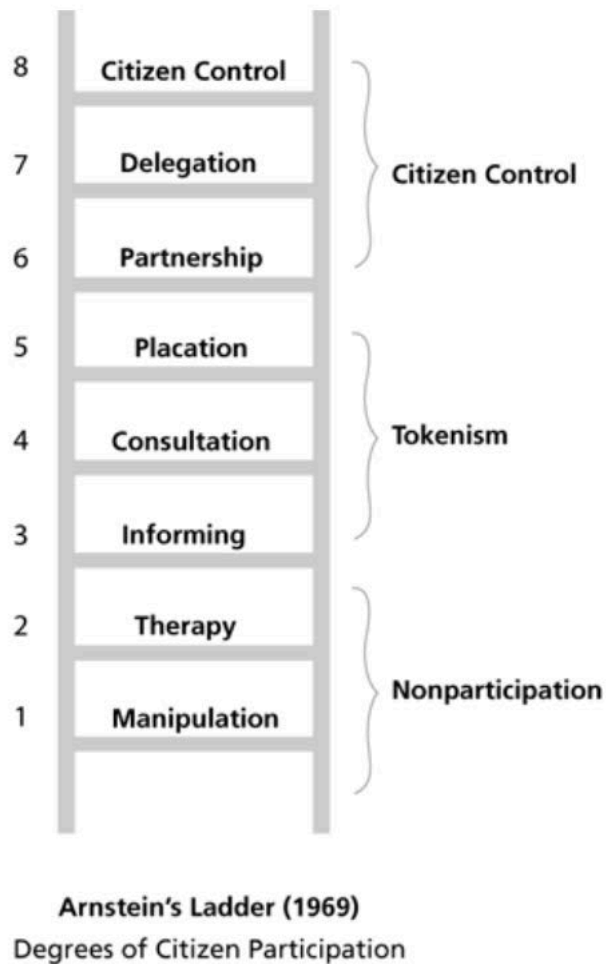 8 Citizen Control
7 Delegation
Citizen Control
6 Partnership
5 Placation
4 Consultation
Tokenism
3 Informing
2 Therapy
Nonparticipation
1 Manipulation
Arnstein's Ladder (1969)
Degrees of Citizen Participation